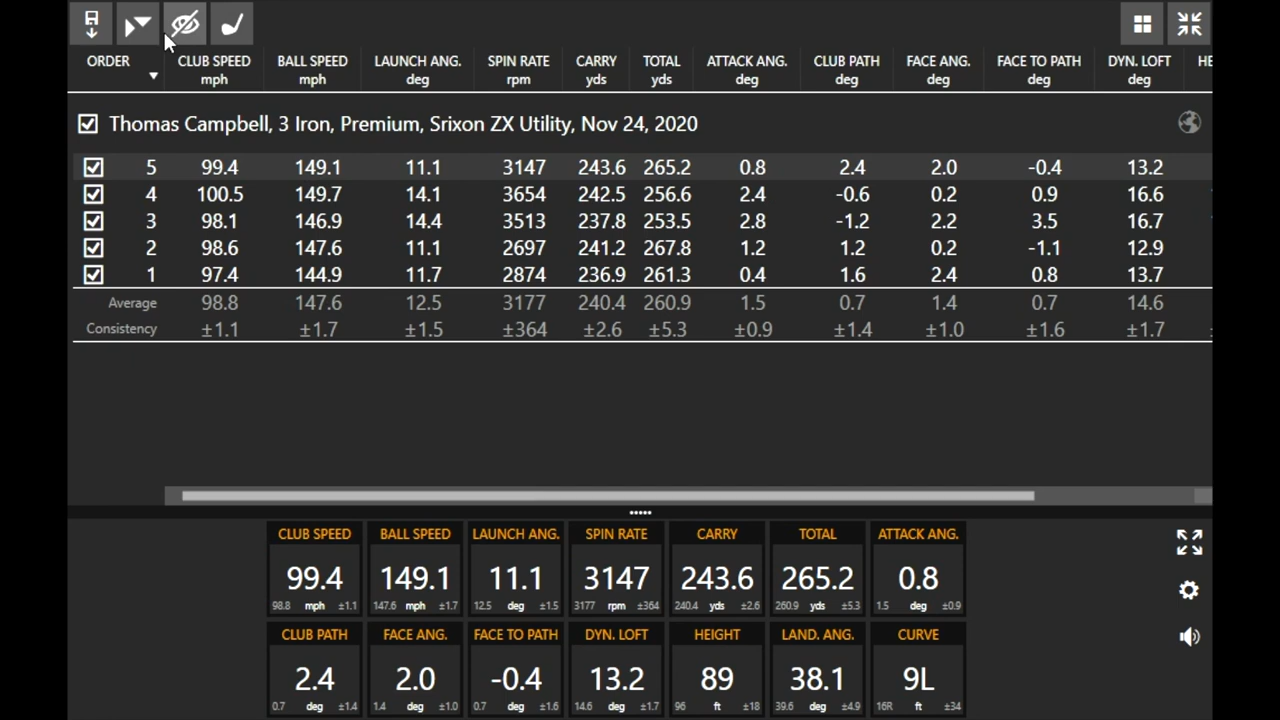 ORDER CLUB SPEED BALL SPEED LAUNCH ANG. SPIN RATE CARRY TOTAL ATTACK ANG. CLUB PATH FACE ANG. FACE TO PATH DYN. LOFT HE
mph mph deg rpm yds yds deg deg deg deg deg
Thomas Campbell, 3 Iron, Premium, Srixon ZX Utility, Nov 24, 2020
5 99.4 149.1 11.1 3147 243.6 265.2 0.8 2.4 2.0 -0.4 13.2
4 100.5 149.7 14.1 3654 242.5 256.6 2.4 -0.6 0.2 0.9 16.6
3 98.1 146.9 14.4 3513 237.8 253.5 2.8 -1.2 2.2 3.5 16.7
2 98.6 147.6 11.1 2697 241.2 267.8 1.2 1.2 0.2 -1.1 12.9
1 97.4 144.9 11.7 2874 236.9 261.3 0.4 1.6 2.4 0.8 13.7
Average 98.8 147.6 12.5 3177 240.4 260.9 1.5 0.7 1.4 0.7 14.6
Consistency ±1.1 ±1.7 ±1.5 ±364 ±2.6 ±5.3 ±0.9 ±1.4 ±1.0 ±1.6 ±1.7
CLUB SPEED BALL SPEED LAUNCH ANG. SPIN RATE CARRY TOTAL ATTACK ANG.
99.4 149.1 11.1 3147 243.6 265.2 0.8
98.8 mph ±1.1 147.6 mph ±1.7 12.5 deg ±1.5 3177 rpm ±364 240.4 yds ±2.6 260.9 yds ±5.3 1.5 deg ±0.9
CLUB PATH FACE ANG. FACE TO PATH DYN. LOFT HEIGHT LAND. ANG. CURVE
2.4 2.0 -0.4 13.2 89 38.1 9L
0.7 deg ±1.4 1.4 deg ±1.0 0.7 deg ±1.6 14.6 deg ±1.7 96 ft ±18 39.6 deg ±4.9 16R ft ±34